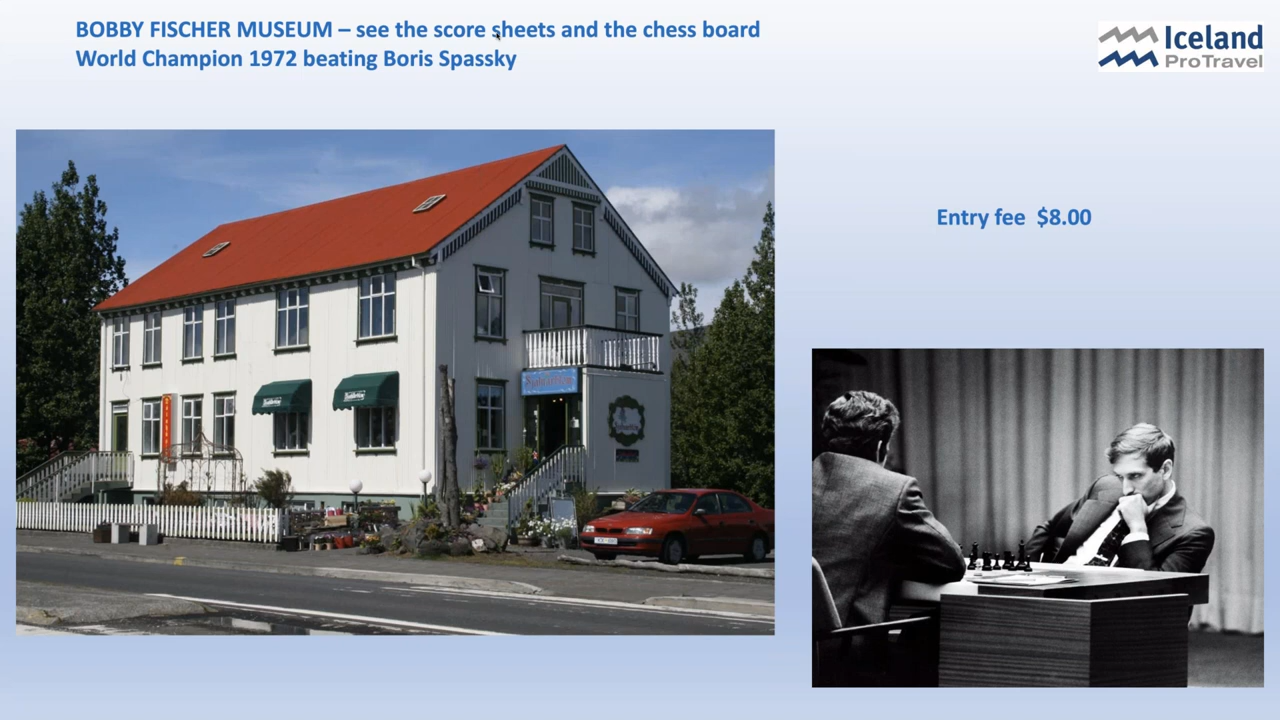 BOBBY FISCHER MUSEUM – see the score sheets and the chess board
World Champion 1972 beating Boris Spassky
Iceland
ProTravel
Entry fee $8.00